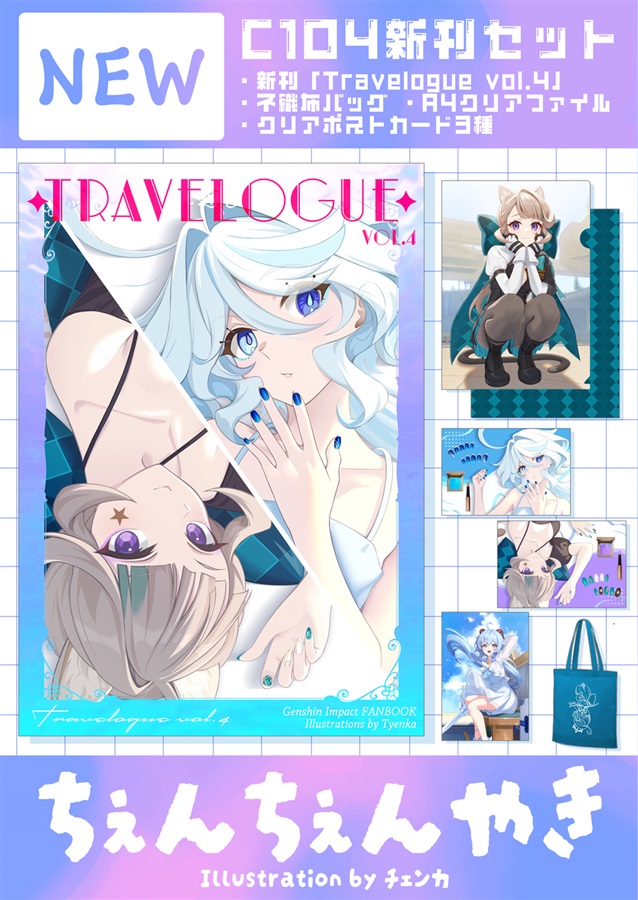 NEW
C104新刊セット
・新刊「Travelogue vol.4」
・不織布バッグ ・A4クリアファイル
・クリアポストカード3種
TRAVELOGUE
VOL.4
Travelogue vol.4
Genshin Impact FANBOOK
Illustrations by Tyenka
ちぇんちぇんやき
Illustration by チェンカ